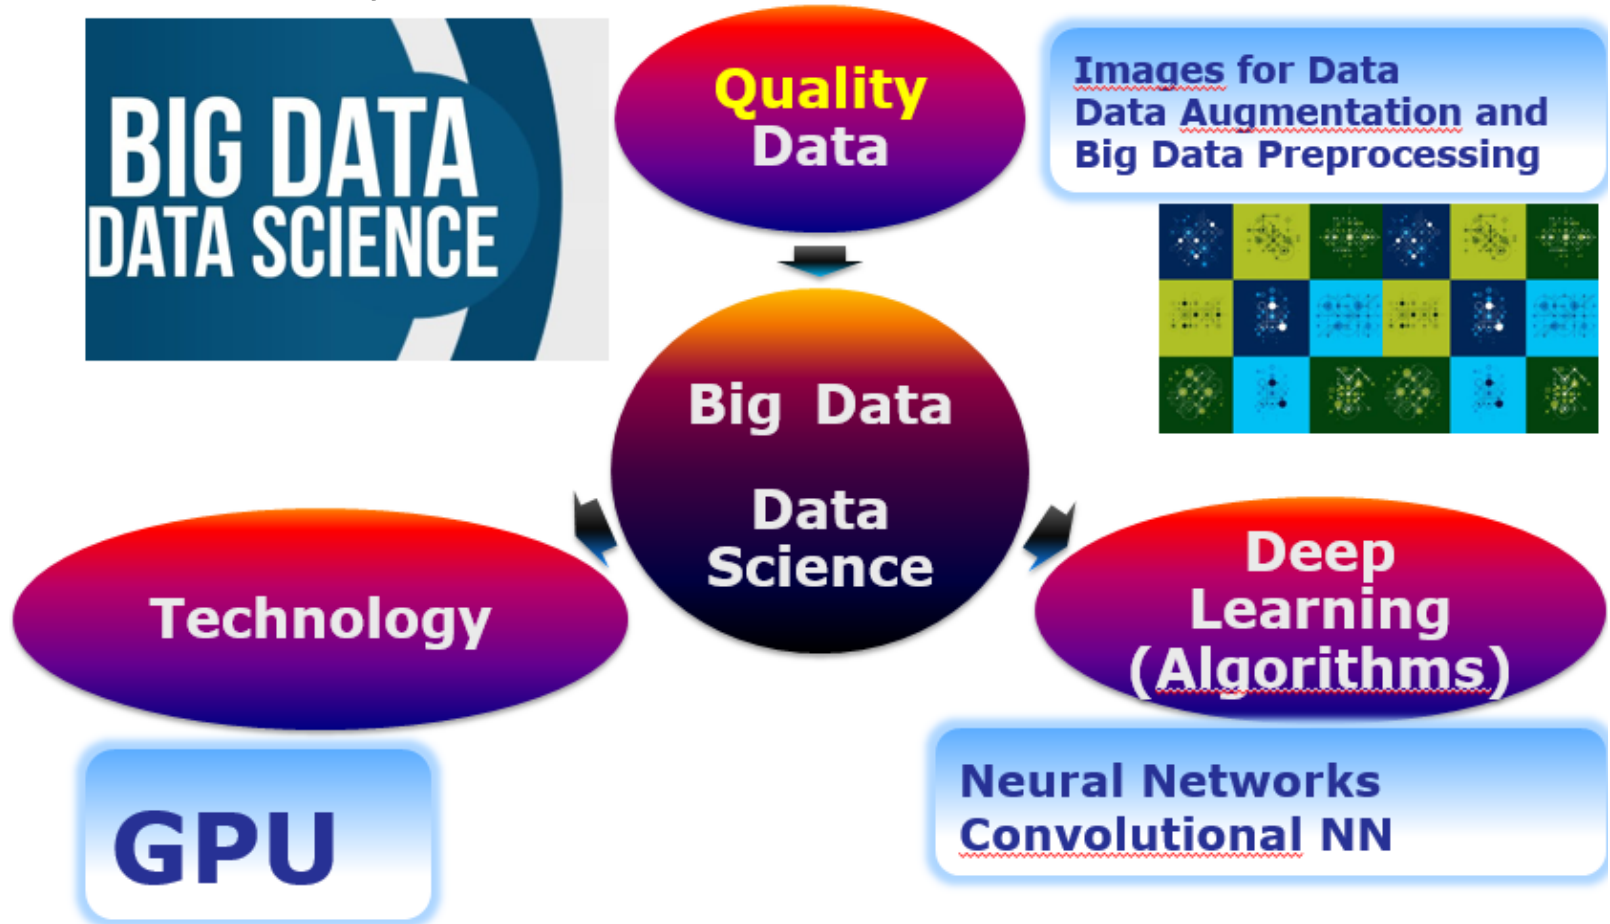 BIG DATA
DATA SCIENCE
Quality
Data
Images for Data
Data Augmentation and
Big Data Preprocessing
Big Data
Data
Science
Technology
Deep
Learning
(Algorithms)
GPU
Neural Networks
Convolutional NN